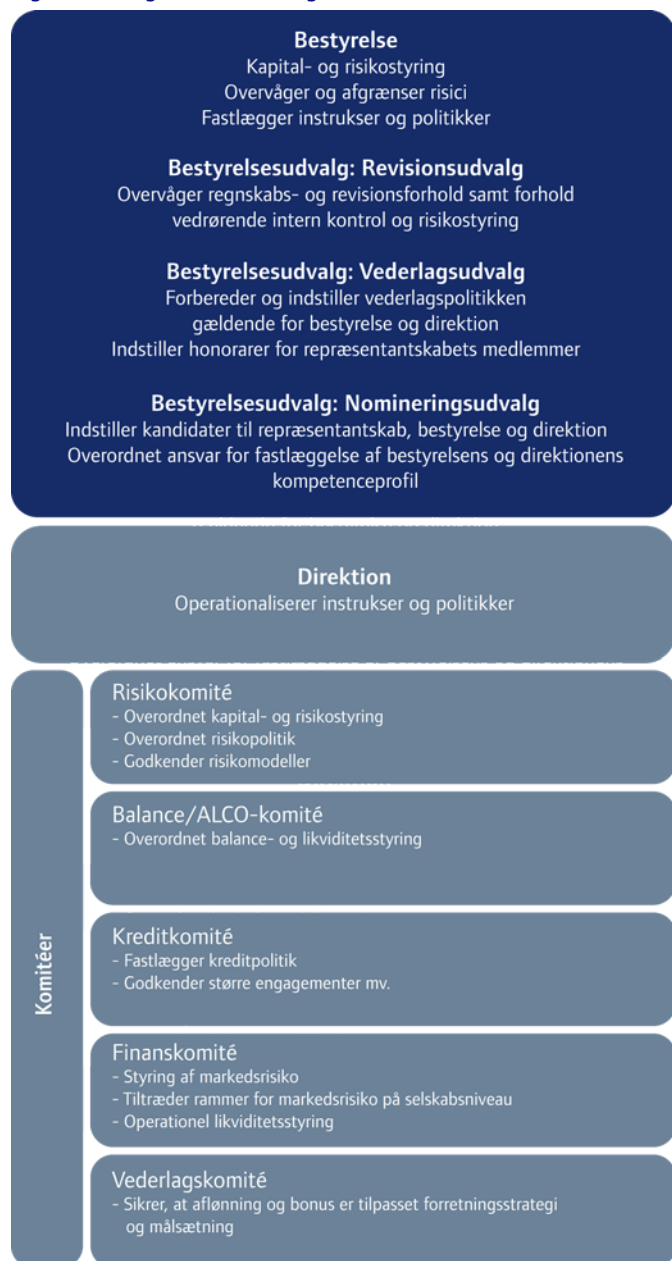 Bestyrelse
Kapital- og risikostyring
Overvåger og afgrænser risici
Fastlægger instrukser og politikker
Bestyrelsesudvalg: Revisionsudvalg
Overvåger regnskabs- og revisionsforhold samt forhold
vedrørende intern kontrol og risikostyring
Bestyrelsesudvalg: Vederlagsudvalg
Forbereder og indstiller vederlagspolitikken
gældende for bestyrelse og direktion
Indstiller honorarer for repræsentantskabets medlemmer
Bestyrelsesudvalg: Nomineringsudvalg
Indstiller kandidater til repræsentantskab, bestyrelse og direktion
Overordnet ansvar for fastlæggelse af bestyrelsens og direktionens
kompetenceprofil
Direktion
Operationaliserer instrukser og politikker
Komitéer
Risikokomité
- Overordnet kapital- og risikostyring
- Overordnet risikopolitik
- Godkender risikomodeller
Balance/ALCO-komité
- Overordnet balance- og likviditetsstyring
Kreditkomité
- Fastlægger kreditpolitik
- Godkender større engagementer mv.
Finanskomité
- Styring af markedsrisiko
- Tiltræder rammer for markedsrisiko på selskabsniveau
- Operationel likviditetsstyring
Vederlagskomité
- Sikrer, at aflønning og bonus er tilpasset forretningsstrategi
og målsætning